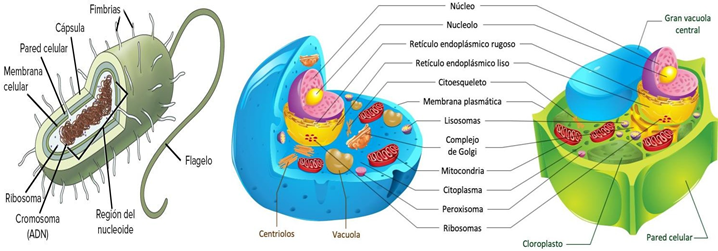 Fimbrias
Cápsula
Pared celular
Membrana
celular
Ribosoma
Cromosoma
(ADN)
Región del
nucleoide
Flagelo
Núcleo
Nucleolo
Retículo endoplásmico rugoso
Retículo endoplásmico liso
Citoesqueleto
Membrana plasmática
Lisosomas
Complejo
de Golgi
Mitocondria
Citoplasma
Peroxisoma
Ribosomas
Centriolos
Vacuola
Gran vacuola
central
Cloroplasto
Pared celular